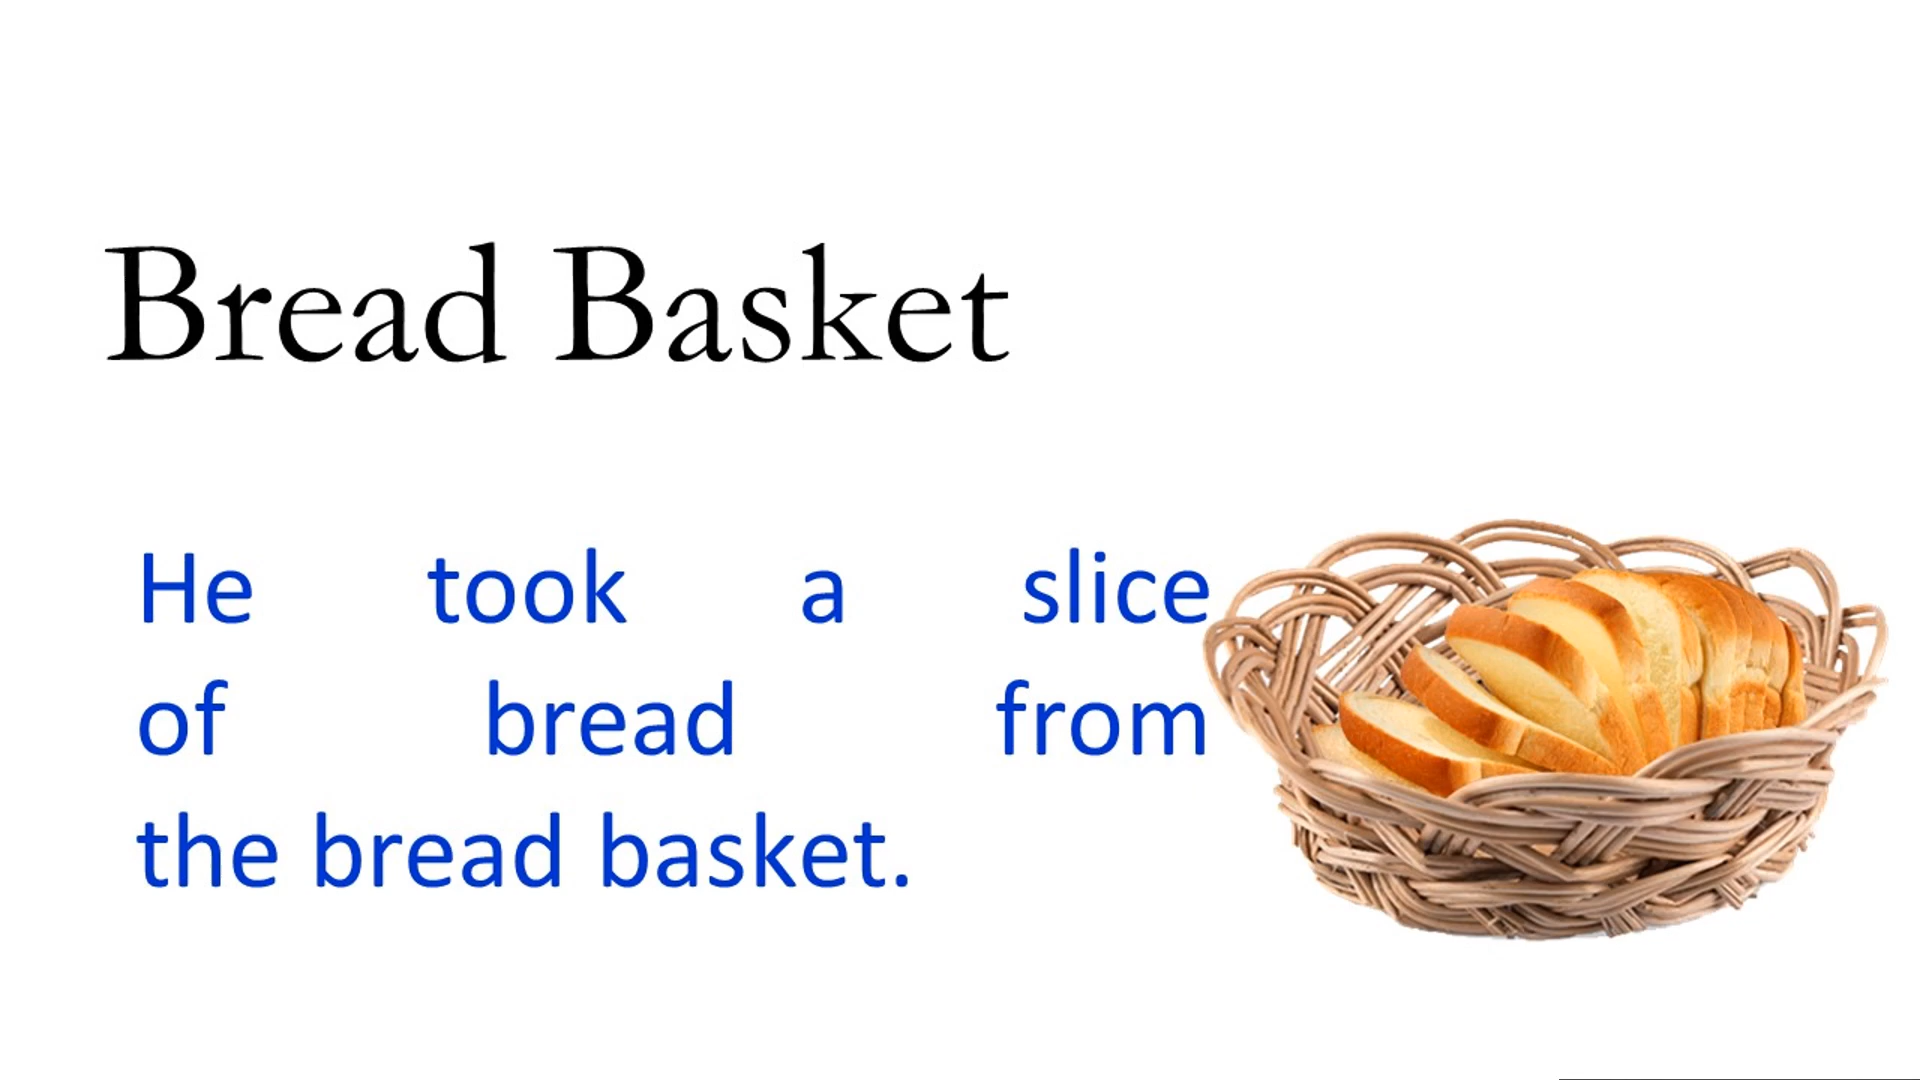 Bread Basket
He took a slice
of bread from
the bread basket.